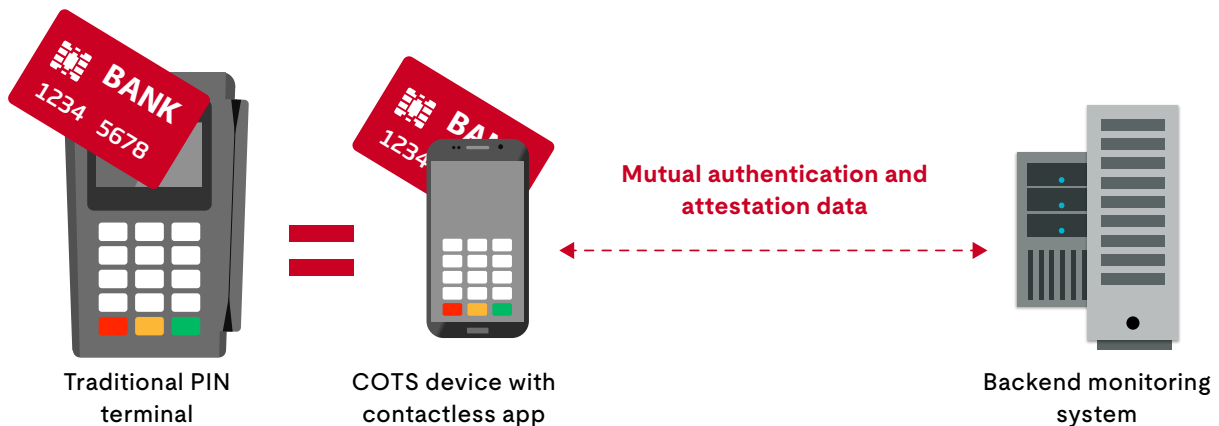 BANK
1234 5678
BAN
1234
Mutual authentication and
attestation data
Traditional PIN
terminal
COTS device with
contactless app
Backend monitoring
system